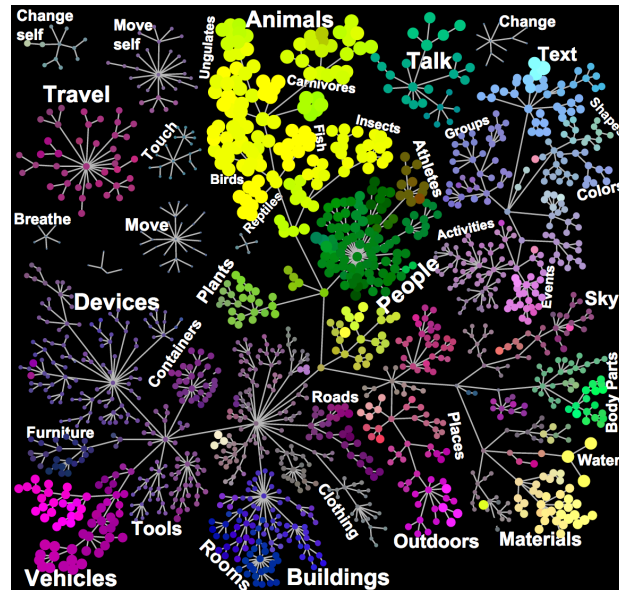 Change
self
Move
self
Ungulates
Animals
Carnivores
Talk
Change
Text
Shapes
Travel
Touch
Fish
Insects
Athletes
Groups
Colors
Birds
Reptiles
Breathe
Move
Activities
Events
Plants
People
Sky
Devices
Containers
Roads
Places
Body Parts
Furniture
Clothing
Water
Tools
Outdoors
Materials
Vehicles
Rooms
Buildings